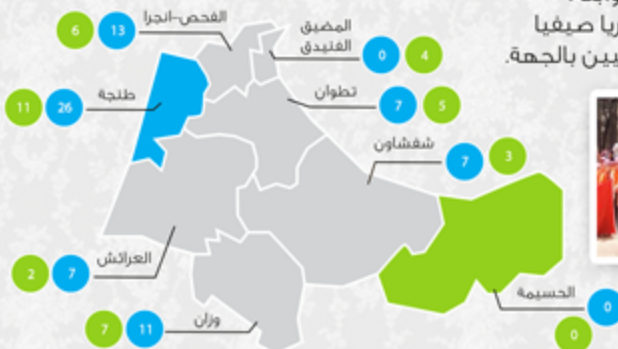 ريا صيفيا
يين بالجهة.
الفحص-انجرا
13
6
المضيق
الفنيدق
0
4
طنجة
26
11
تطوان
7
5
شفشاون
7
3
العرائش
7
2
الحسيمة
0
0
وزان
11
7